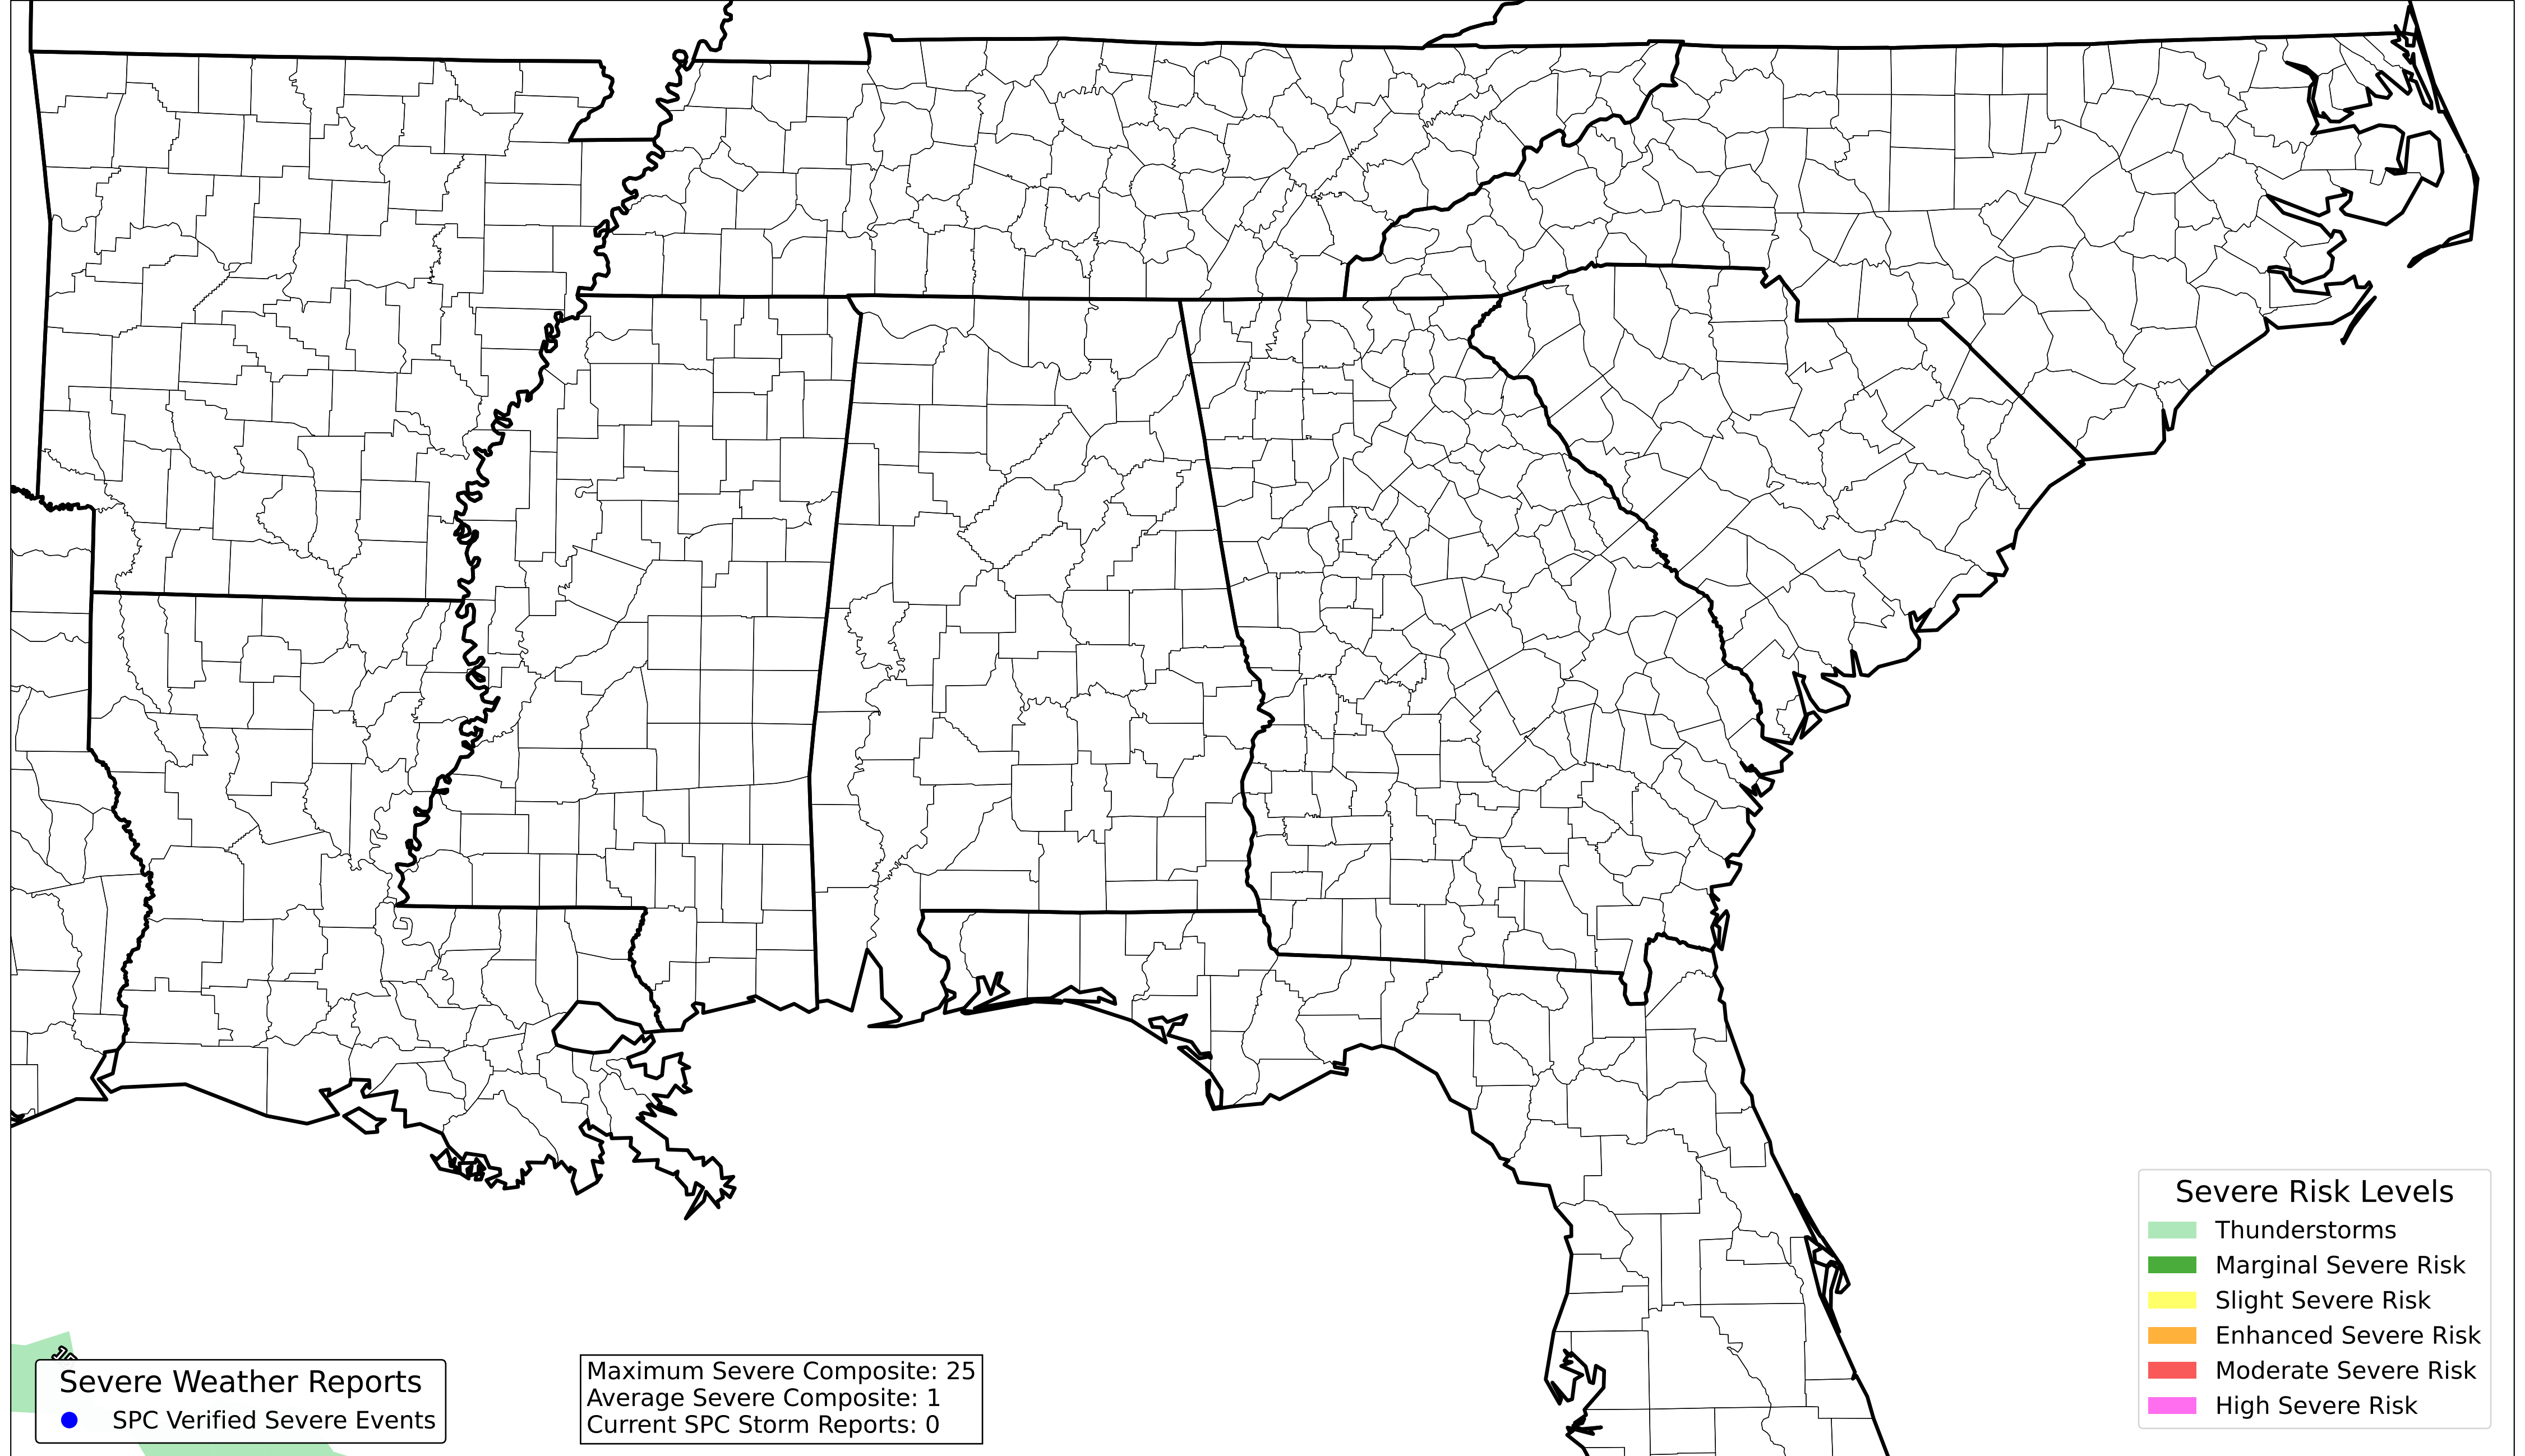 Severe Weather Reports
SPC Verified Severe Events
Maximum Severe Composite: 25
Average Severe Composite: 1
Current SPC Storm Reports: 0
Severe Risk Levels
Thunderstorms
Marginal Severe Risk
Slight Severe Risk
Enhanced Severe Risk
Moderate Severe Risk
High Severe Risk